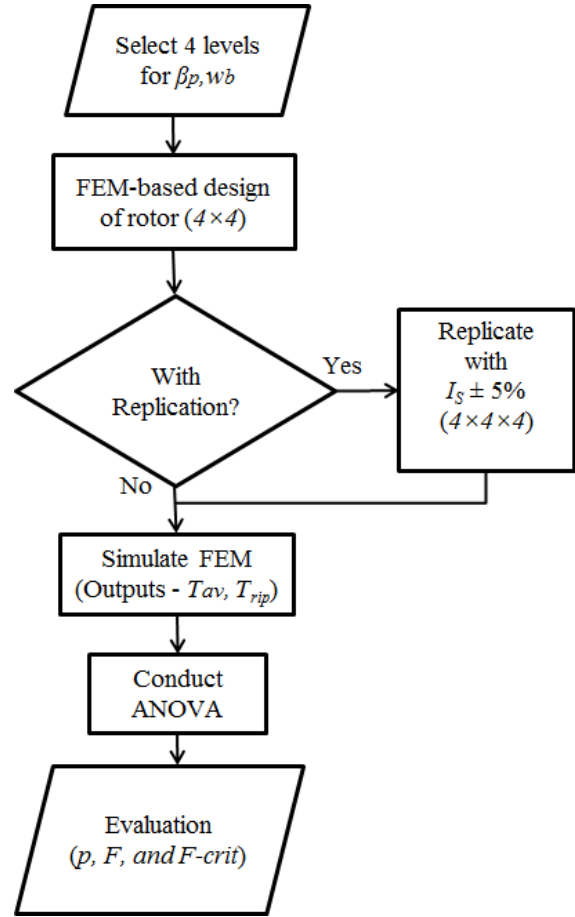 Select 4 levels
for βp,wb
FEM-based design
of rotor (4×4)
With
Replication?
Yes
Replicate
with
IS ± 5%
(4×4×4)
No
Simulate FEM
(Outputs - Tav, Trip)
Conduct
ANOVA
Evaluation
(p, F, and F-crit)